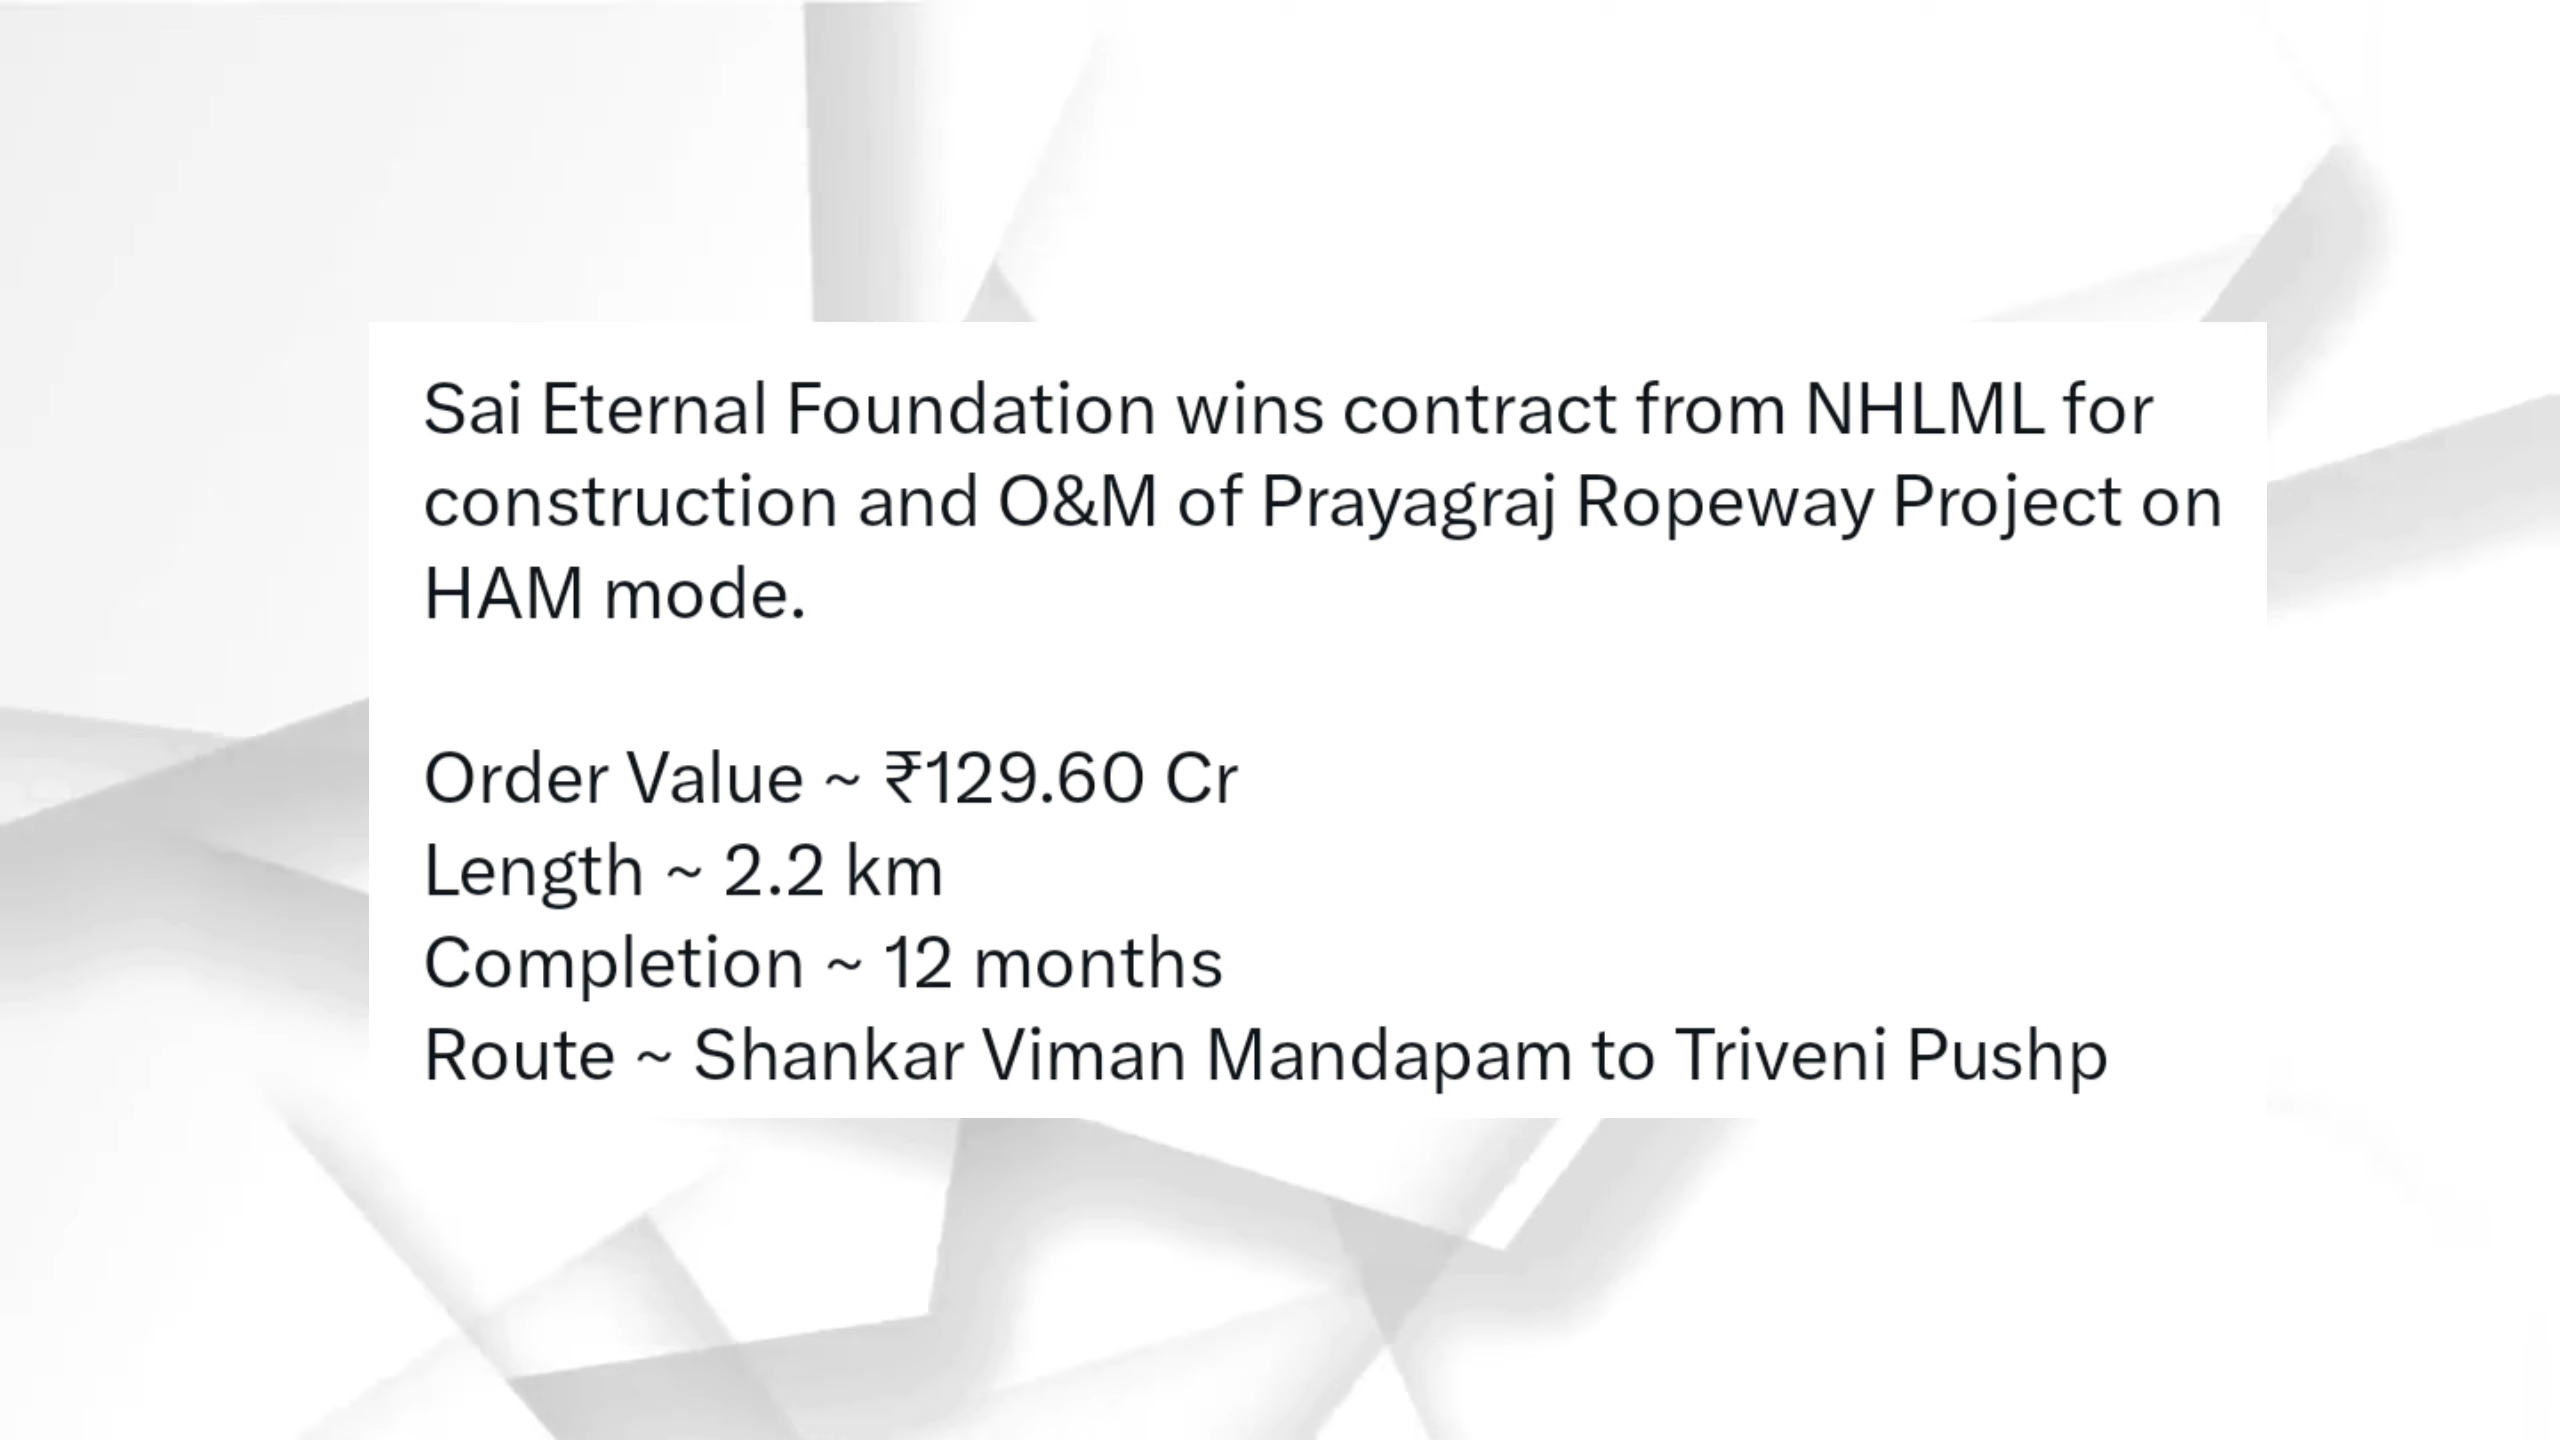 Sai Eternal Foundation wins contract from NHLML for
construction and O&M of Prayagraj Ropeway Project on
HAM mode.
Order Value ~ ₹129.60 Cr
Length ~ 2.2 km
Completion ~ 12 months
Route ~ Shankar Viman Mandapam to Triveni Pushp